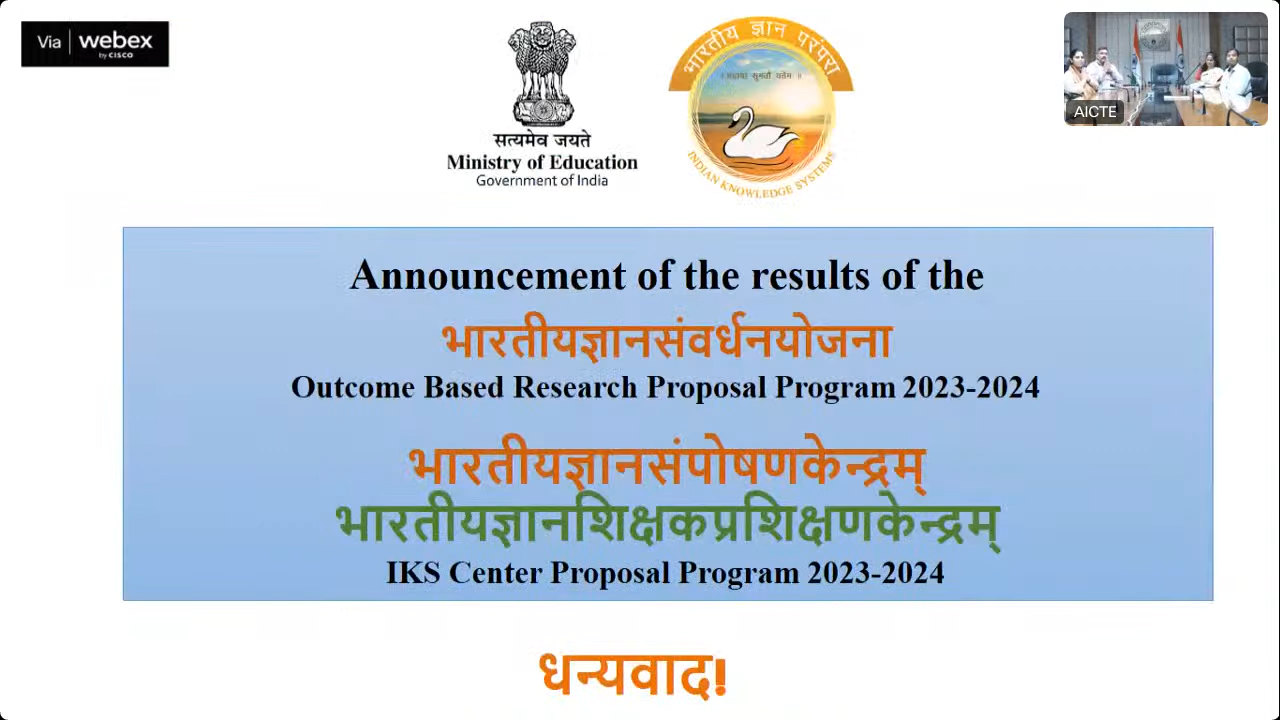 Via webex
by CISCO
सत्यमेव जयते
Ministry of Education
Government of India
भारतीय ज्ञान परंपरा
INDIAN KNOWLEDGE SYSTEMS
AICTE
Announcement of the results of the
भारतीयज्ञानसंवर्धनयोजना
Outcome Based Research Proposal Program 2023-2024
भारतीयज्ञानसंपोषणकेन्द्रम्
भारतीयज्ञानशिक्षकप्रशिक्षणकेन्द्रम्
IKS Center Proposal Program 2023-2024
धन्यवाद!